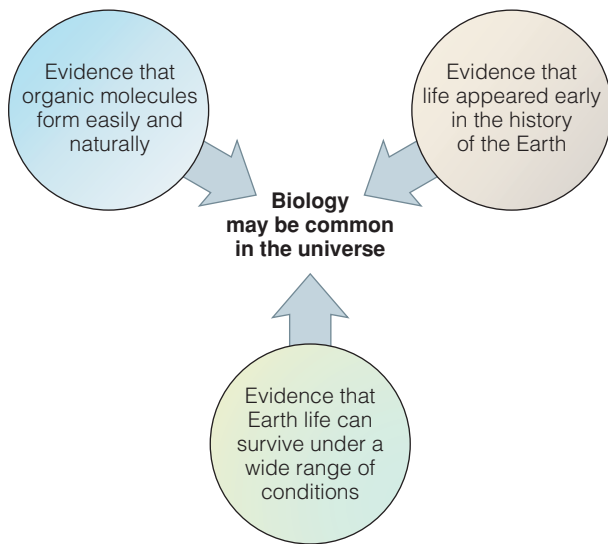 Evidence that
organic molecules
form easily and
naturally
Evidence that
life appeared early
in the history
of the Earth
Biology
may be common
in the universe
Evidence that
Earth life can
survive under a
wide range of
conditions